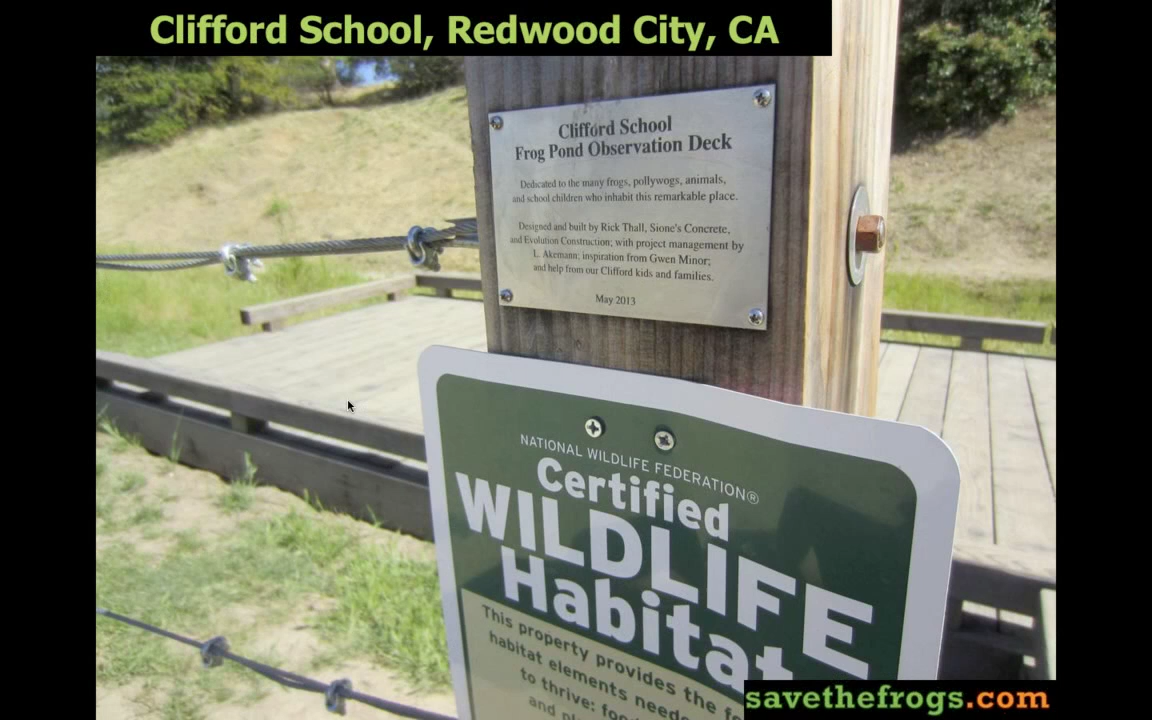 Clifford School, Redwood City, CA
Clifford School
Frog Pond Observation Deck
Dedicated to the many frogs, pollywogs, animals,
and school children who inhabit this remarkable place.
Designed and built by Rick Thall, Sione's Concrete,
and Evolution Construction; with project management by
L. Akemann; inspiration from Gwen Minor;
and help from our Clifford kids and families.
May 2013
NATIONAL WILDLIFE FEDERATION®
Certified
WILDLIFE
Habitat
This property provides the
habitat elements
to thrive:
and
savethefrogs.com